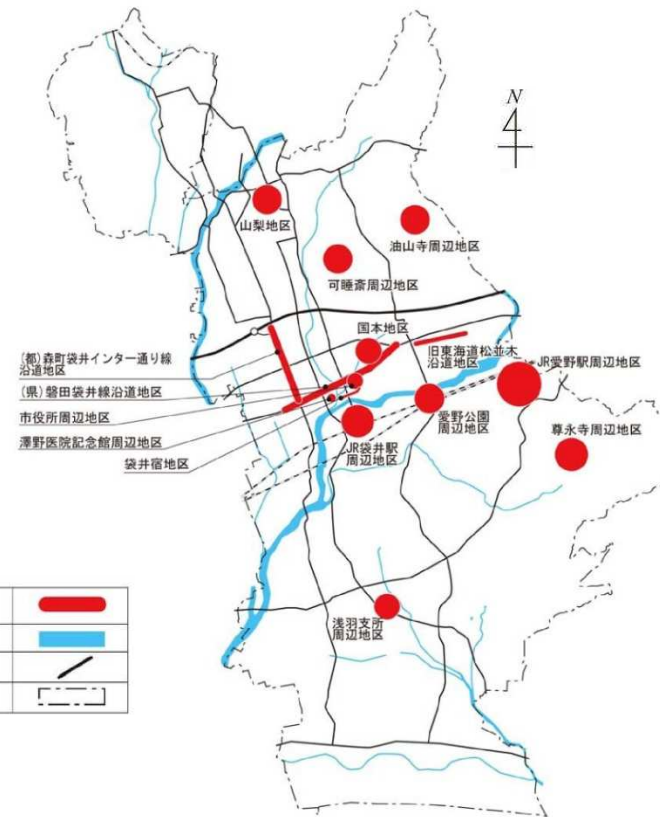 N
山梨地区
油山寺周辺地区
可睡斎周辺地区
国本地区
(都)森町袋井インター通り線
沿道地区
旧東海道松並木
沿道地区
JR愛野駅周辺地区
(県)磐田袋井線沿道地区
市役所周辺地区
澤野医院記念館周辺地区
袋井宿地区
JR袋井駅
周辺地区
愛野公園
周辺地区
尊永寺周辺地区
浅羽支所
周辺地区